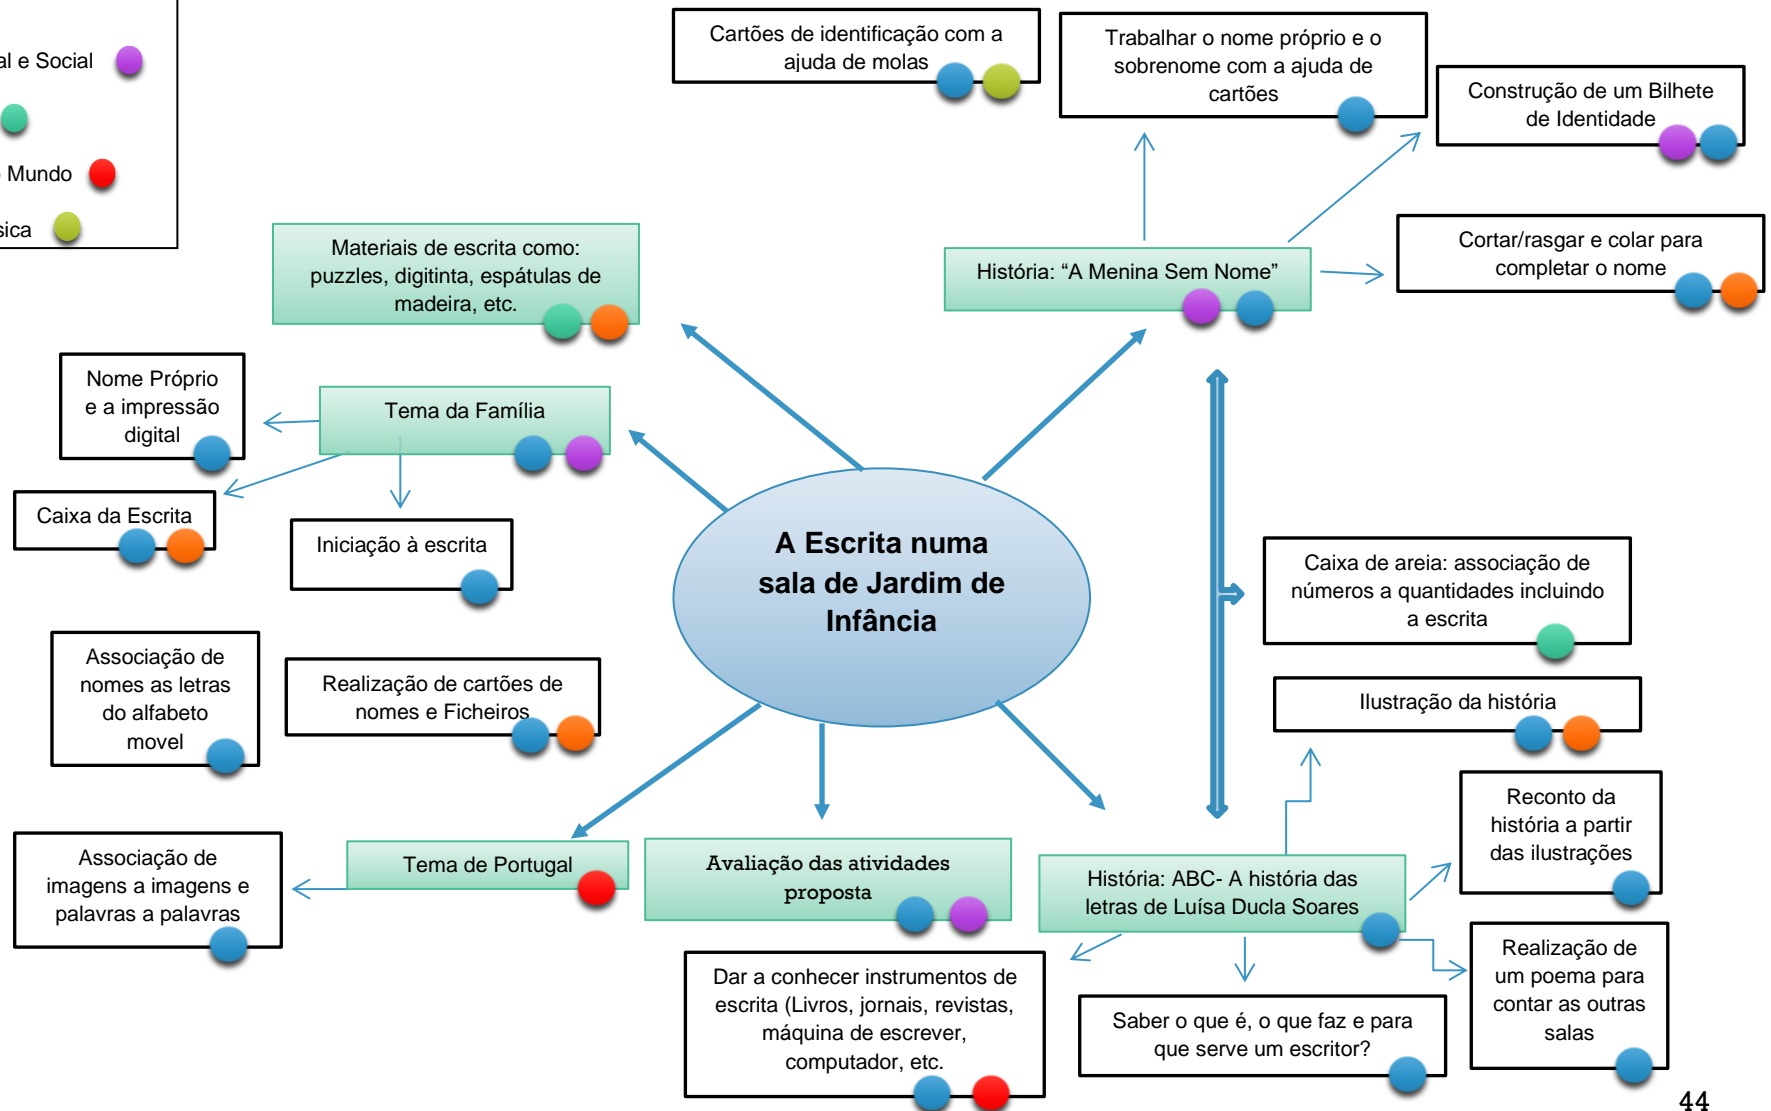 al e Social
Mundo
sica
Cartões de identificação com a
ajuda de molas
Trabalhar o nome próprio e o
sobrenome com a ajuda de
cartões
Construção de um Bilhete
de Identidade
Materiais de escrita como:
puzzles, digitinta, espátulas de
madeira, etc.
História: “A Menina Sem Nome”
Cortar/rasgar e colar para
completar o nome
Nome Próprio
e a impressão
digital
Tema da Família
Caixa da Escrita
Iniciação à escrita
A Escrita numa
sala de Jardim de
Infância
Caixa de areia: associação de
números a quantidades incluindo
a escrita
Associação de
nomes as letras
do alfabeto
movel
Realização de cartões de
nomes e Ficheiros
Ilustração da história
Reconto da
história a partir
das ilustrações
Associação de
imagens a imagens e
palavras a palavras
Tema de Portugal
Avaliação das atividades
proposta
História: ABC- A história das
letras de Luísa Ducla Soares
Realização de
um poema para
contar as outras
salas
Dar a conhecer instrumentos de
escrita (Livros, jornais, revistas,
máquina de escrever,
computador, etc.
Saber o que é, o que faz e para
que serve um escritor?
44